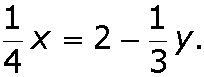 1/4 x = 2 − 1/3 y.